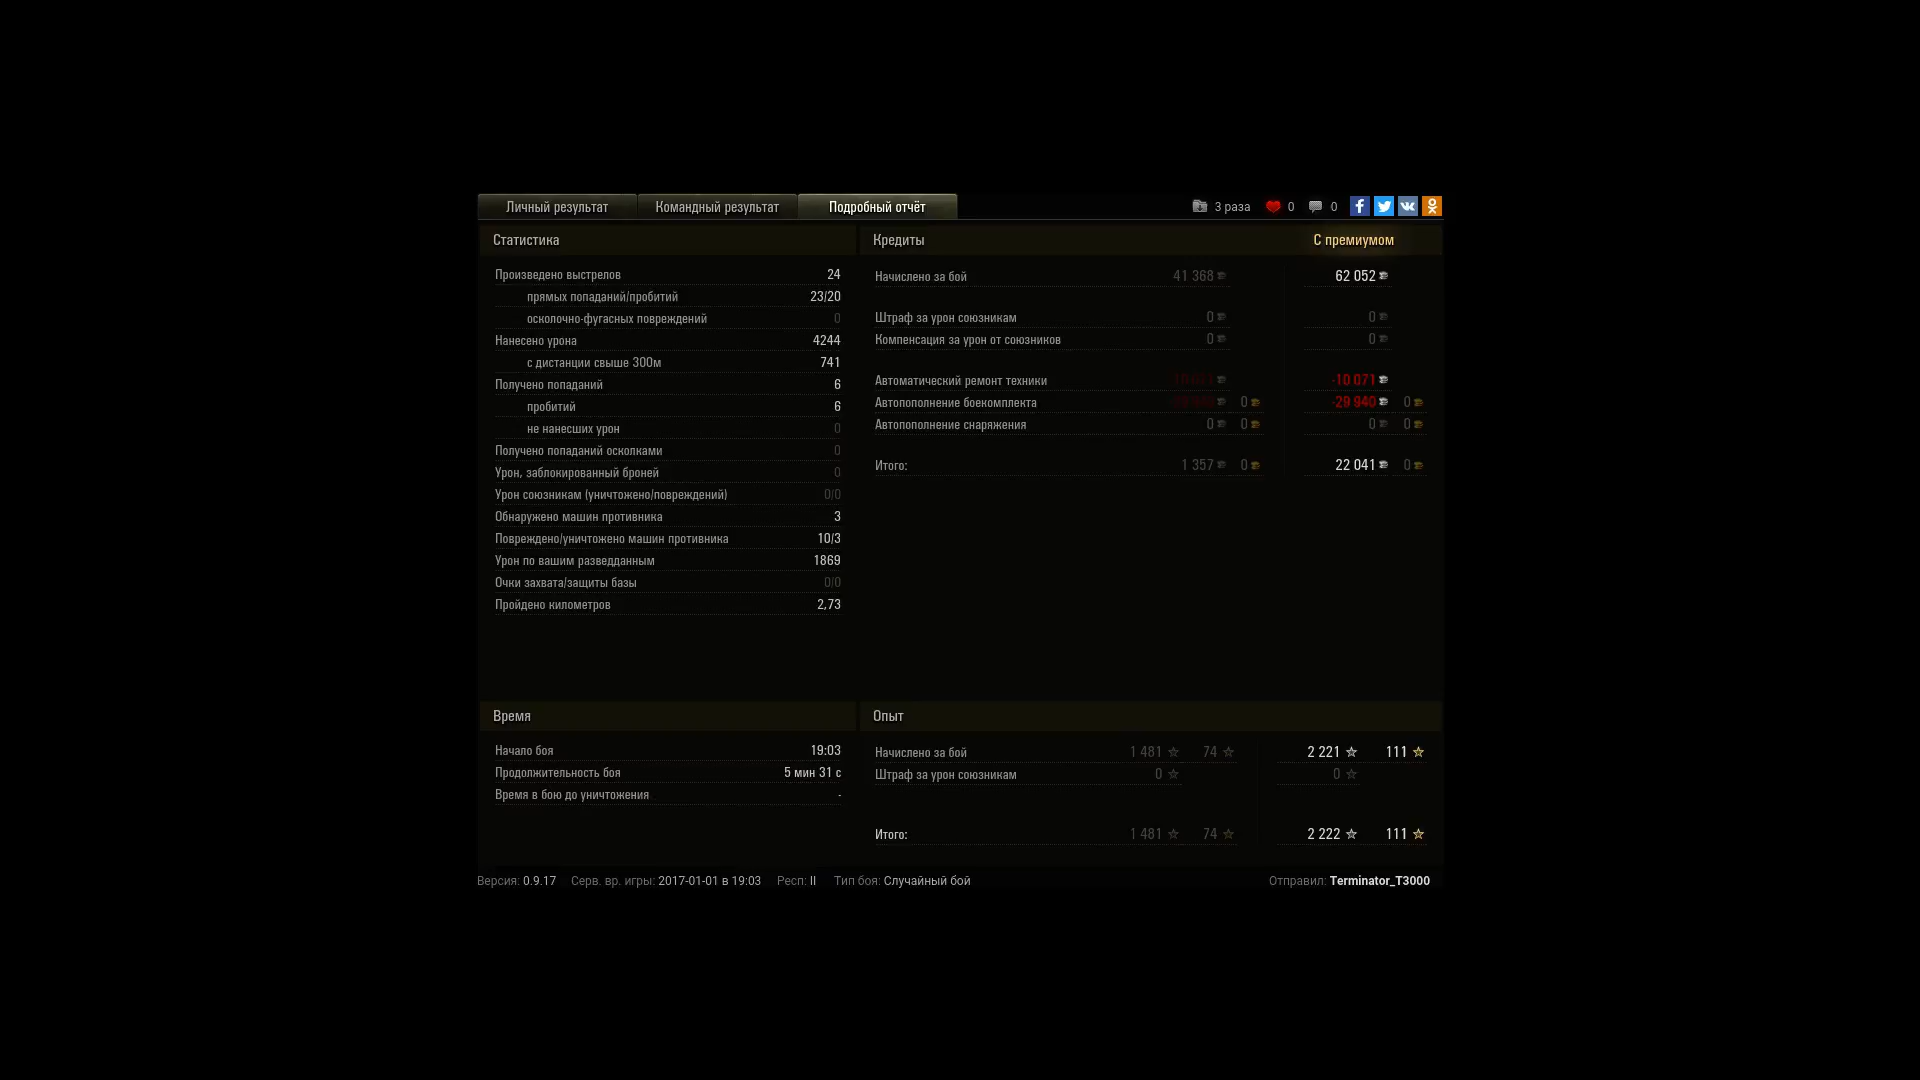 Личный результат Командный результат Подробный отчёт 3 раза 0 0
Статистика
Произведено выстрелов 24
прямых попаданий/пробитий 23/20
осколочно-фугасных повреждений 0
Нанесено урона 4244
с дистанции свыше 300м 741
Получено попаданий 6
пробитий 6
не нанесших урон 0
Получено попаданий осколками 0
Урон, заблокированный броней 0
Урон союзникам (уничтожено/повреждений) 0/0
Обнаружено машин противника 3
Повреждено/уничтожено машин противника 10/3
Урон по вашим разведданным 1869
Очки захвата/защиты базы 0/0
Пройдено километров 2,73
Кредиты С премиумом
Начислено за бой 41 368 62 052
Штраф за урон союзникам 0 0
Компенсация за урон от союзников 0 0
Автоматический ремонт техники -10 071
Автопополнение боекомплекта 0 -29 940 0
Автопополнение снаряжения 0 0 0 0
Итого: 1 357 0 22 041 0
Время
Начало боя 19:03
Продолжительность боя 5 мин 31 с
Время в бою до уничтожения -
Опыт
Начислено за бой 1 481 74 2 221 111
Штраф за урон союзникам 0 0
Итого: 1 481 74 2 222 111
Версия: 0.9.17 Серв. вр. игры: 2017-01-01 в 19:03 Респ: II Тип боя: Случайный бой Отправил: Terminator_T3000